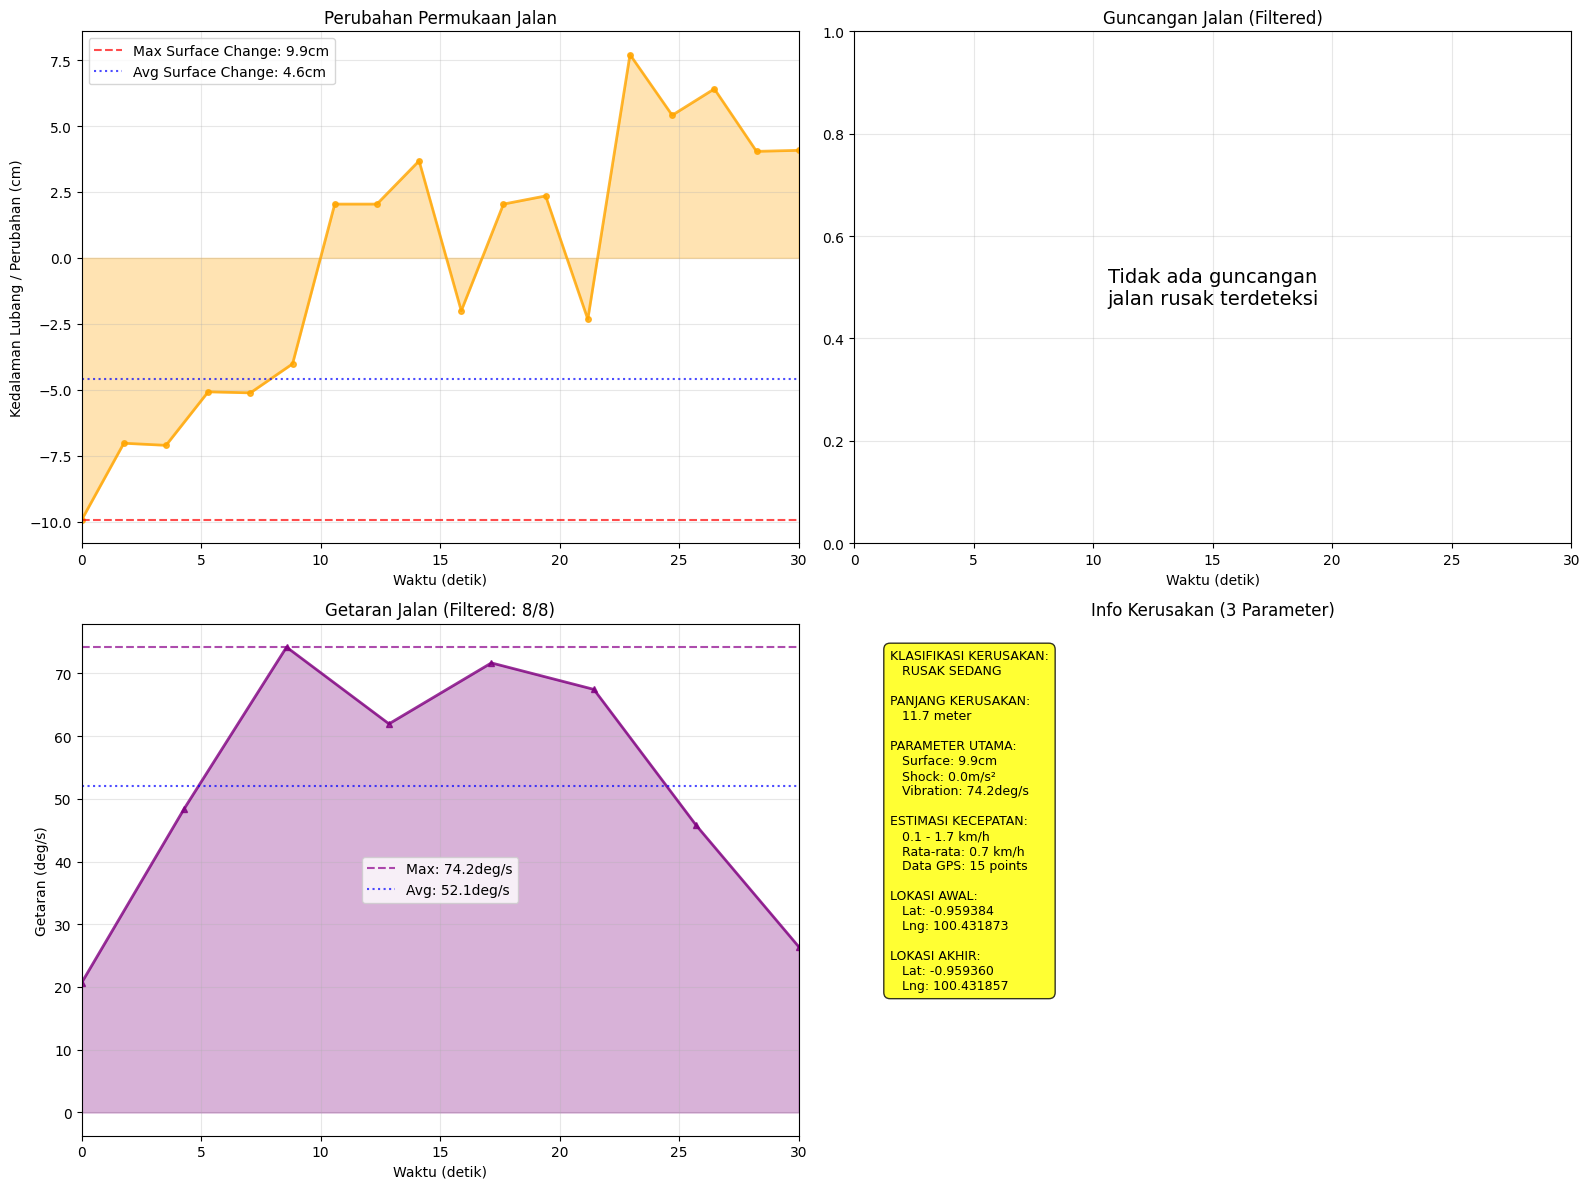 Perubahan Permukaan Jalan
Max Surface Change: 9.9cm
Avg Surface Change: 4.6cm
Kedalaman Lubang / Perubahan (cm)
7.5
5.0
2.5
0.0
−2.5
−5.0
−7.5
−10.0
0 5 10 15 20 25 30
Waktu (detik)
Guncangan Jalan (Filtered)
1.0
0.8
0.6
0.4
0.2
0.0
Tidak ada guncangan
jalan rusak terdeteksi
0 5 10 15 20 25 30
Waktu (detik)
Getaran Jalan (Filtered: 8/8)
Getaran (deg/s)
70
60
50
40
30
20
10
0
Max: 74.2deg/s
Avg: 52.1deg/s
0 5 10 15 20 25 30
Waktu (detik)
Info Kerusakan (3 Parameter)
KLASIFIKASI KERUSAKAN:
RUSAK SEDANG
PANJANG KERUSAKAN:
11.7 meter
PARAMETER UTAMA:
Surface: 9.9cm
Shock: 0.0m/s²
Vibration: 74.2deg/s
ESTIMASI KECEPATAN:
0.1 - 1.7 km/h
Rata-rata: 0.7 km/h
Data GPS: 15 points
LOKASI AWAL:
Lat: -0.959384
Lng: 100.431873
LOKASI AKHIR:
Lat: -0.959360
Lng: 100.431857